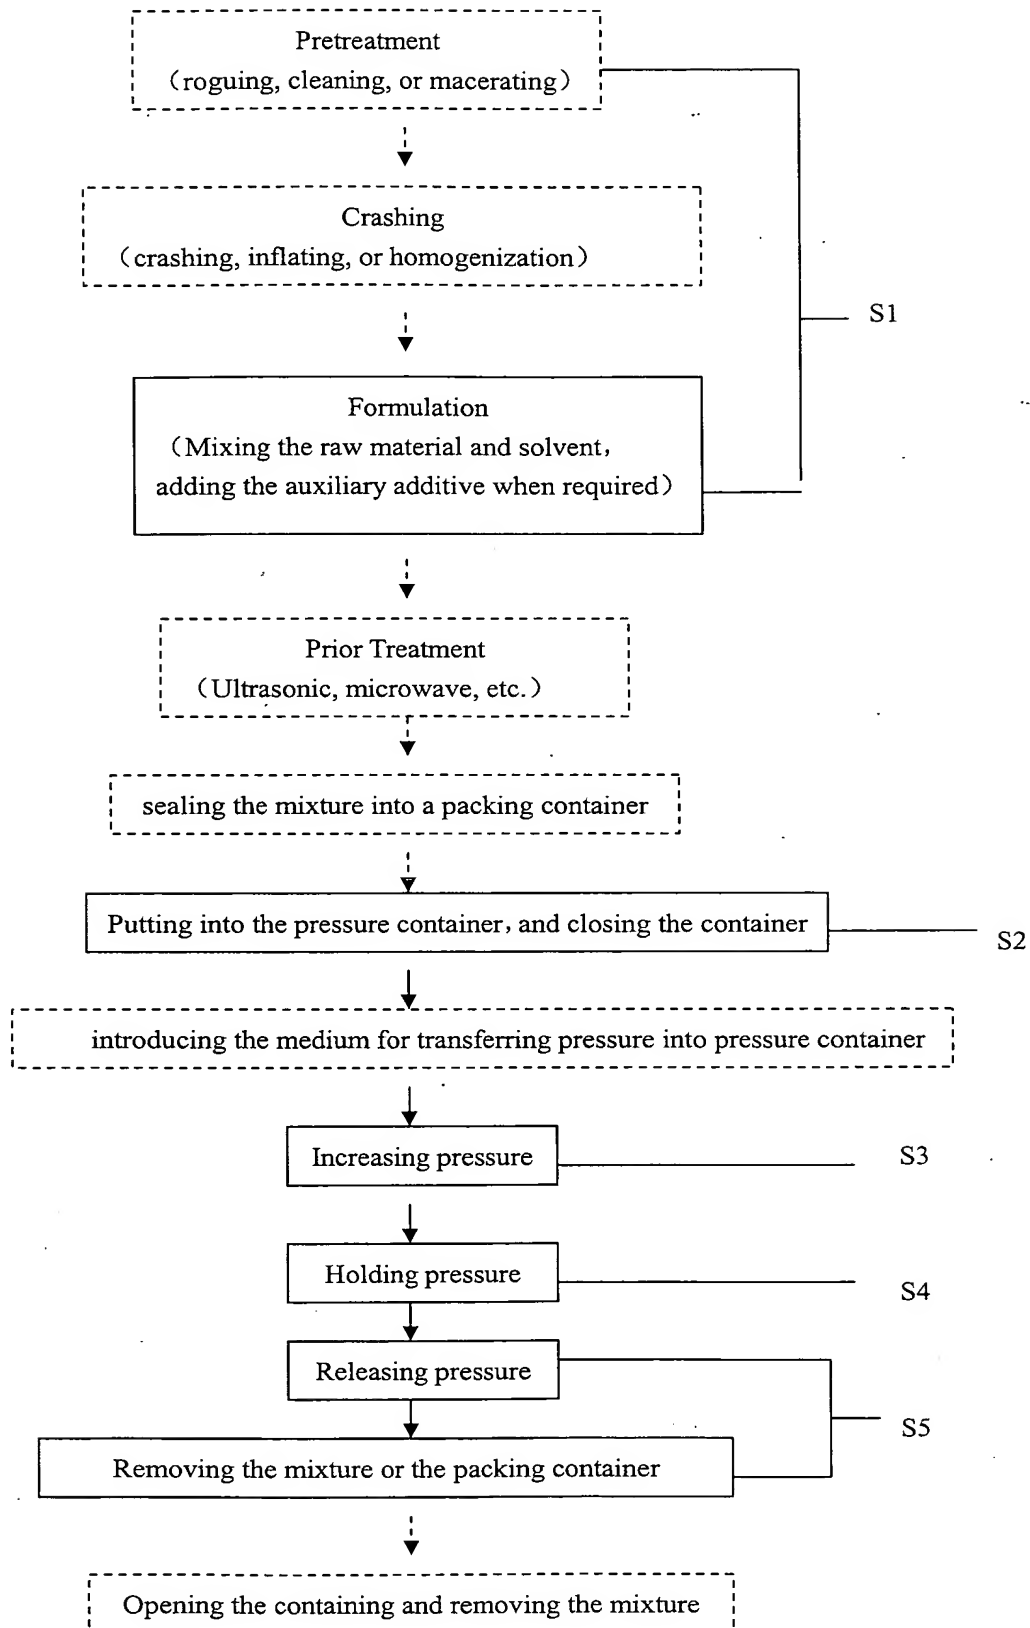 Pretreatment
（roguing, cleaning, or macerating）
Crashing
（crashing, inflating, or homogenization）
S1
Formulation
（Mixing the raw material and solvent，
adding the auxiliary additive when required）
Prior Treatment
（Ultrasonic, microwave, etc.）
sealing the mixture into a packing container
Putting into the pressure container，and closing the container
S2
introducing the medium for transferring pressure into pressure container
Increasing pressure
S3
Holding pressure
S4
Releasing pressure
S5
Removing the mixture or the packing container
Opening the containing and removing the mixture